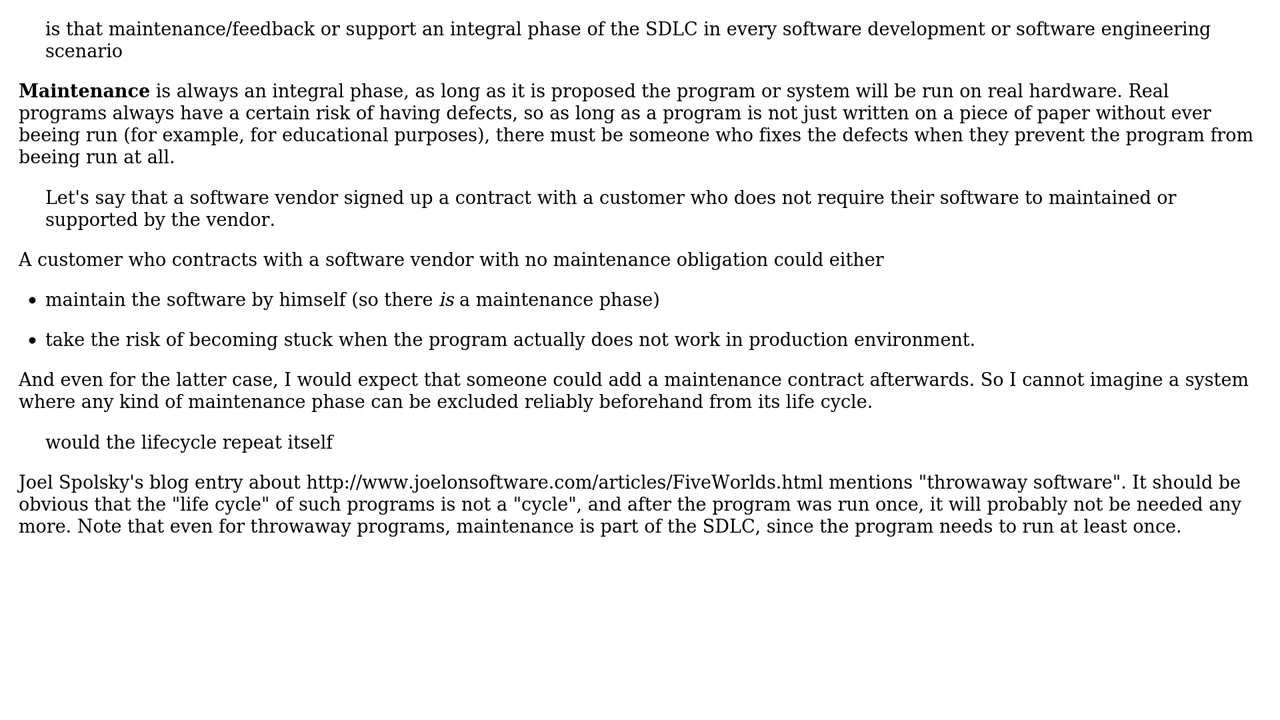 is that maintenance/feedback or support an integral phase of the SDLC in every software development or software engineering
scenario
Maintenance is always an integral phase, as long as it is proposed the program or system will be run on real hardware. Real
programs always have a certain risk of having defects, so as long as a program is not just written on a piece of paper without ever
beeing run (for example, for educational purposes), there must be someone who fixes the defects when they prevent the program from
beeing run at all.
Let's say that a software vendor signed up a contract with a customer who does not require their software to maintained or
supported by the vendor.
A customer who contracts with a software vendor with no maintenance obligation could either
• maintain the software by himself (so there is a maintenance phase)
• take the risk of becoming stuck when the program actually does not work in production environment.
And even for the latter case, I would expect that someone could add a maintenance contract afterwards. So I cannot imagine a system
where any kind of maintenance phase can be excluded reliably beforehand from its life cycle.
would the lifecycle repeat itself
Joel Spolsky's blog entry about http://www.joelonsoftware.com/articles/FiveWorlds.html mentions "throwaway software". It should be
obvious that the "life cycle" of such programs is not a "cycle", and after the program was run once, it will probably not be needed any
more. Note that even for throwaway programs, maintenance is part of the SDLC, since the program needs to run at least once.